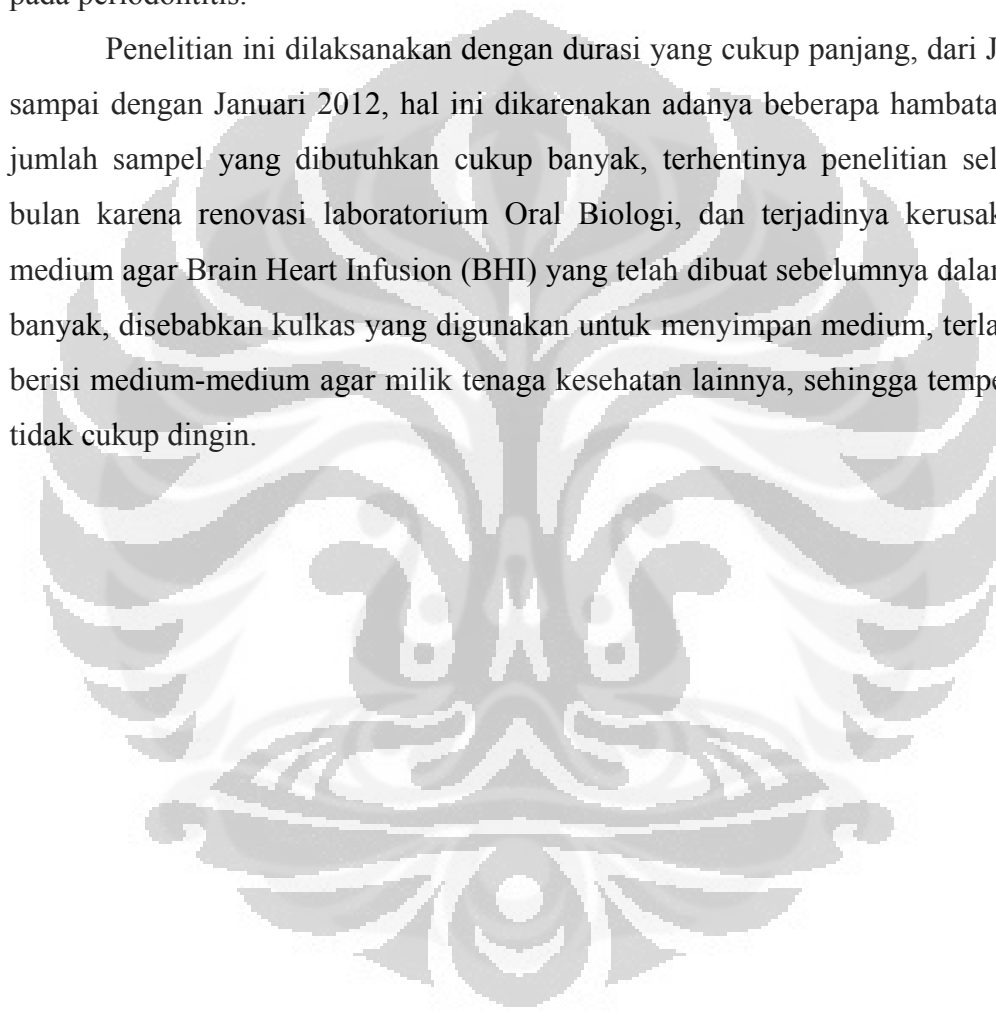 pada periodontitis.
Penelitian ini dilaksanakan dengan durasi yang cukup panjang, dari J
sampai dengan Januari 2012, hal ini dikarenakan adanya beberapa hambata
jumlah sampel yang dibutuhkan cukup banyak, terhentinya penelitian sel
bulan karena renovasi laboratorium Oral Biologi, dan terjadinya kerusak
medium agar Brain Heart Infusion (BHI) yang telah dibuat sebelumnya dalam
banyak, disebabkan kulkas yang digunakan untuk menyimpan medium, terla
berisi medium-medium agar milik tenaga kesehatan lainnya, sehingga tempe
tidak cukup dingin.